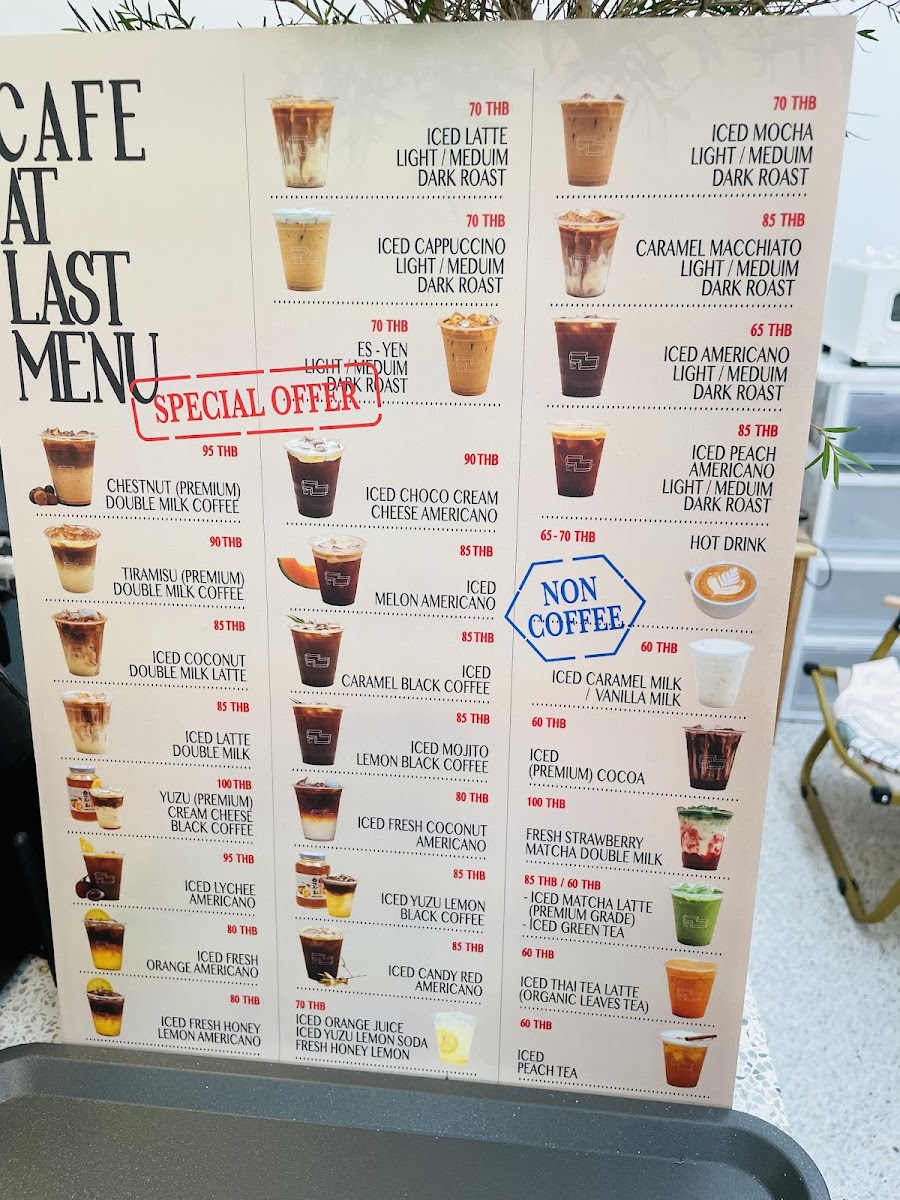 CAFE
AT
LAST
MENU
70 THB
ICED LATTE
LIGHT / MEDUIM
DARK ROAST
70 THB
ICED CAPPUCCINO
LIGHT / MEDUIM
DARK ROAST
70 THB
ES - YEN
LIGHT / MEDUIM
DARK ROAST
70 THB
ICED MOCHA
LIGHT / MEDUIM
DARK ROAST
85 THB
CARAMEL MACCHIATO
LIGHT / MEDUIM
DARK ROAST
65 THB
ICED AMERICANO
LIGHT / MEDUIM
DARK ROAST
85 THB
ICED PEACH
AMERICANO
LIGHT / MEDUIM
DARK ROAST
65 - 70 THB
HOT DRINK
SPECIAL OFFER
95 THB
CHESTNUT (PREMIUM)
DOUBLE MILK COFFEE
90 THB
TIRAMISU (PREMIUM)
DOUBLE MILK COFFEE
85 THB
ICED COCONUT
DOUBLE MILK LATTE
85 THB
ICED LATTE
DOUBLE MILK
100 THB
YUZU (PREMIUM)
CREAM CHEESE
BLACK COFFEE
95 THB
ICED LYCHEE
AMERICANO
80 THB
ICED FRESH
ORANGE AMERICANO
80 THB
ICED FRESH HONEY
LEMON AMERICANO
90 THB
ICED CHOCO CREAM
CHEESE AMERICANO
85 THB
ICED
MELON AMERICANO
85 THB
ICED
CARAMEL BLACK COFFEE
85 THB
ICED MOJITO
LEMON BLACK COFFEE
80 THB
ICED FRESH COCONUT
AMERICANO
85 THB
ICED YUZU LEMON
BLACK COFFEE
85 THB
ICED CANDY RED
AMERICANO
70 THB
ICED ORANGE JUICE
ICED YUZU LEMON SODA
FRESH HONEY LEMON
NON
COFFEE
60 THB
ICED CARAMEL MILK
/ VANILLA MILK
60 THB
ICED
(PREMIUM) COCOA
100 THB
FRESH STRAWBERRY
MATCHA DOUBLE MILK
85 THB / 60 THB
- ICED MATCHA LATTE
(PREMIUM GRADE)
- ICED GREEN TEA
60 THB
ICED THAI TEA LATTE
(ORGANIC LEAVES TEA)
60 THB
ICED
PEACH TEA